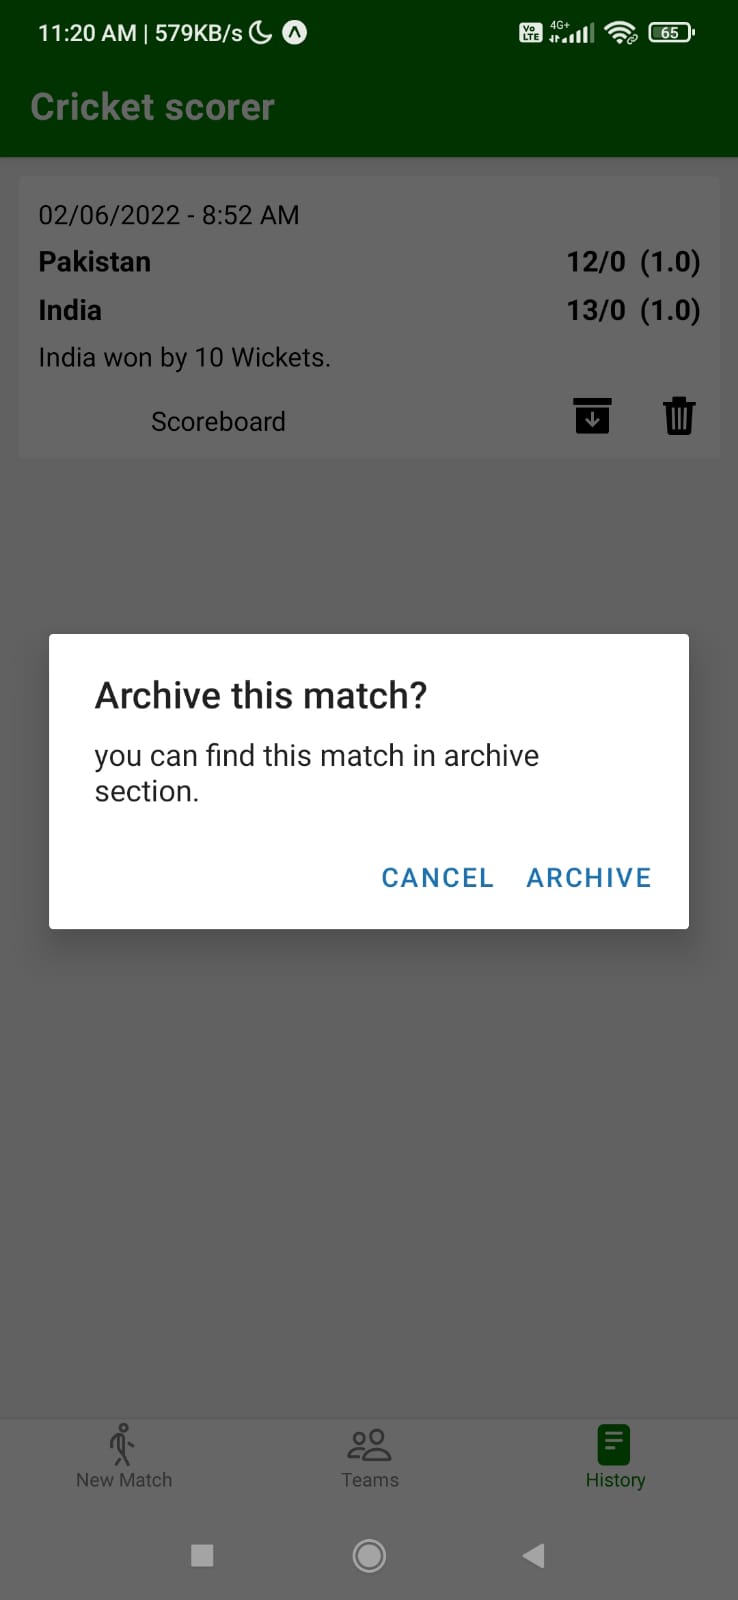 11:20 AM | 579KB/s
Vo LTE 4G+ 65
Cricket scorer
02/06/2022 - 8:52 AM
Pakistan 12/0 (1.0)
India 13/0 (1.0)
India won by 10 Wickets.
Scoreboard
Archive this match?
you can find this match in archive
section.
CANCEL ARCHIVE
New Match Teams History